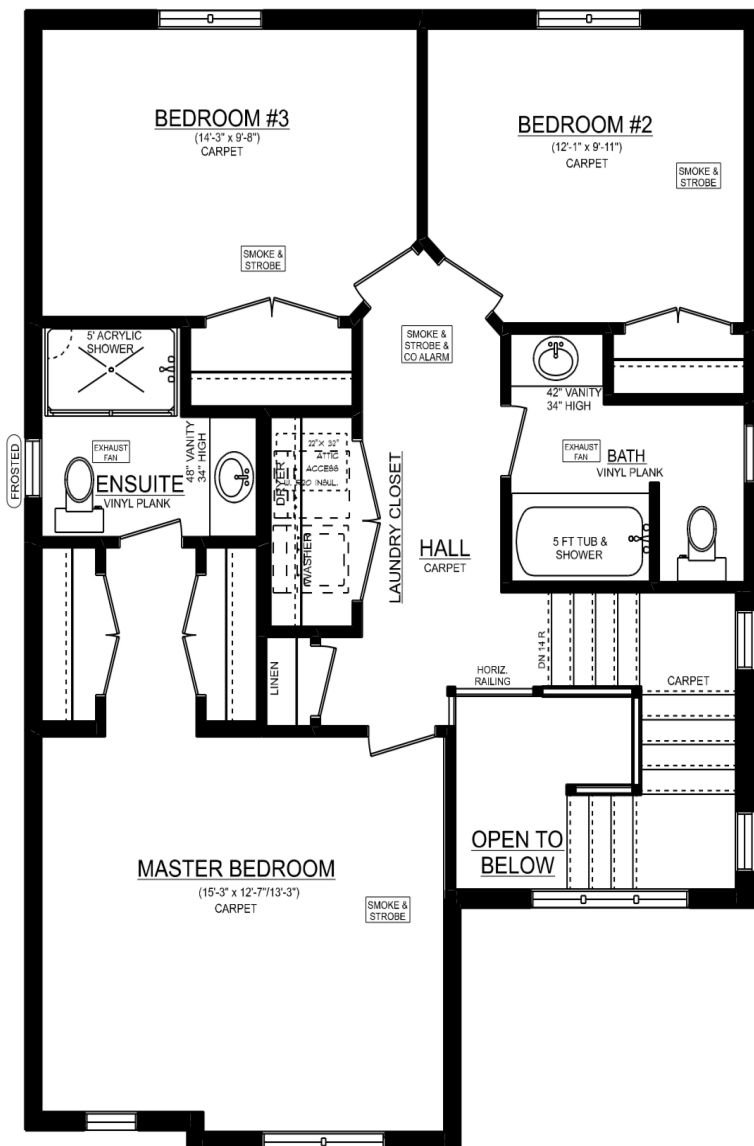 BEDROOM #3
(14'-3" x 9'-8")
CARPET
BEDROOM #2
(12'-1" x 9'-11")
CARPET
SMOKE &
STROBE
SMOKE &
STROBE
5' ACRYLIC
SHOWER
SMOKE &
STROBE &
CO ALARM
42" VANITY
34" HIGH
EXHAUST
FAN
BATH
VINYL PLANK
FROSTED
EXHAUST
FAN
48" VANITY
34" HIGH
ENSUITE
VINYL PLANK
22"X 32"
ATTIC
ACCESS
INSUL.
DRYER
WASHER
LAUNDRY CLOSET
HALL
CARPET
5 FT TUB &
SHOWER
LINEN
HORIZ.
RAILING
DN 14 R
CARPET
OPEN TO
BELOW
MASTER BEDROOM
(15'-3" x 12'-7"/13'-3")
CARPET
SMOKE &
STROBE